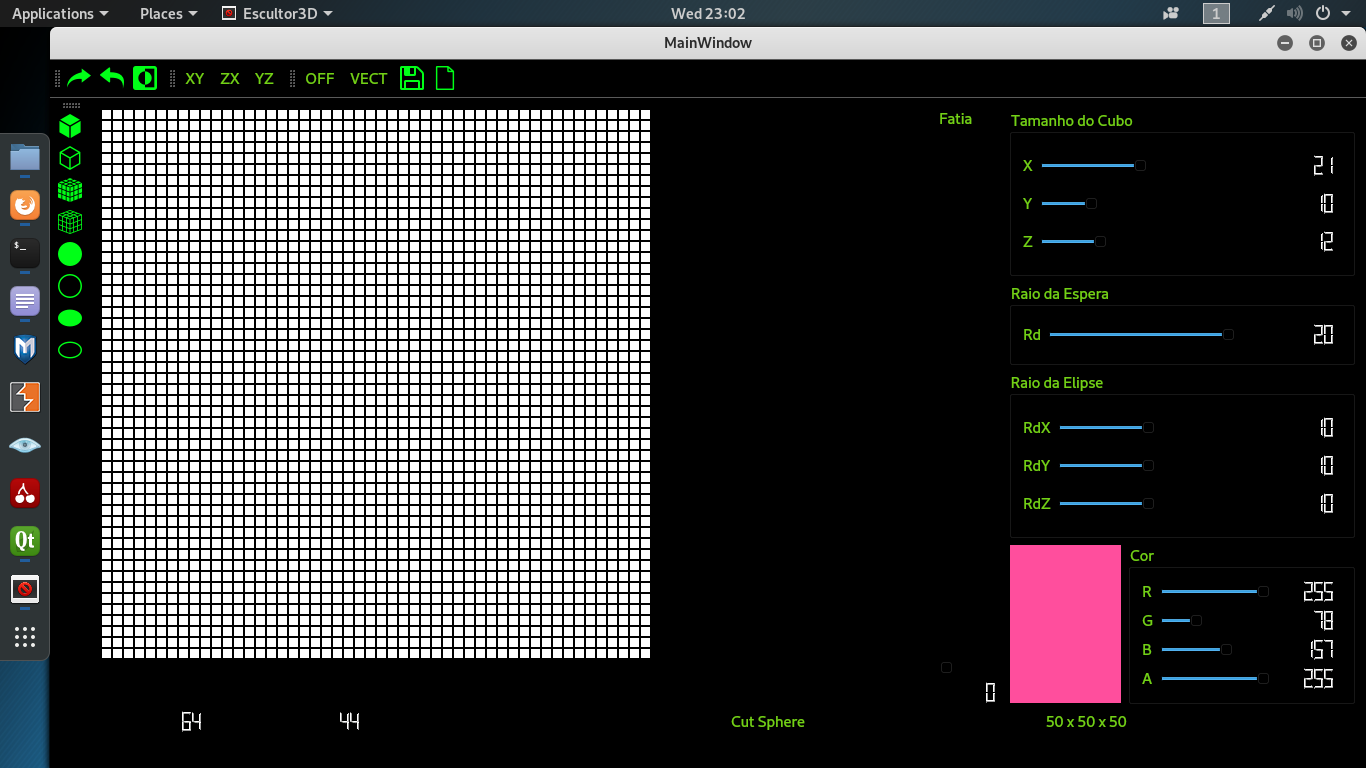 Applications Places Escultor3D Wed 23:02 1
MainWindow
XY ZX YZ OFF VECT
Fatia
Tamanho do Cubo
X 21
Y 10
Z 12
Raio da Espera
Rd 20
Raio da Elipse
RdX 10
RdY 10
RdZ 10
Cor
R 255
G 78
B 157
A 255
0
64 44 Cut Sphere 50 x 50 x 50
$_
Qt